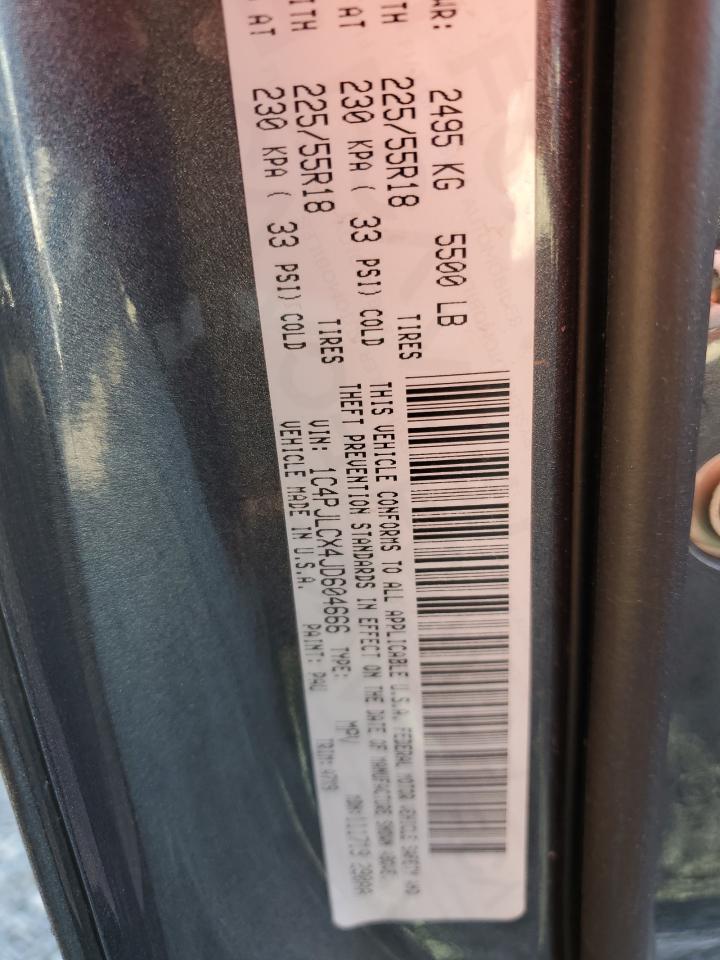 WR: 2495 KG 5500 LB
TH 225/55R18 TIRES
AT 230 KPA ( 33 PSI) COLD
ITH 225/55R18 TIRES
AT 230 KPA ( 33 PSI) COLD
THIS VEHICLE CONFORMS TO ALL APPLICABLE U.S.A. FEDERAL MOTOR VEHICLE SAFETY AND
THEFT PREVENTION STANDARDS IN EFFECT ON THE DATE OF MANUFACTURE SHOWN ABOVE.
VIN: 1C4PJLCX4JD604666 TYPE: MPV
VEHICLE MADE IN U.S.A. PAINT: PAU TRIM: